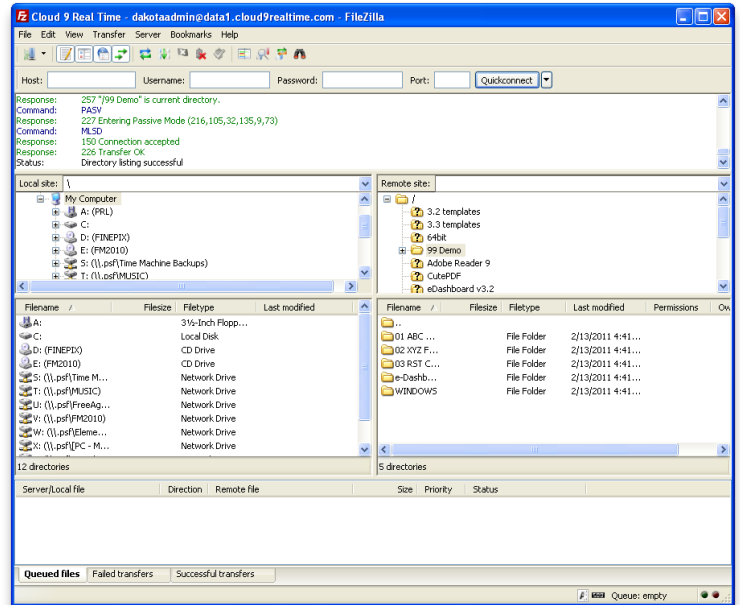 Cloud 9 Real Time - dakotaadmin@data1.cloud9realtime.com - FileZilla
File Edit View Transfer Server Bookmarks Help
Host: Username: Password: Port: Quickconnect
Response: 257 "/99 Demo" is current directory.
Command: PASV
Response: 227 Entering Passive Mode (216,105,32,135,9,73)
Command: MLSD
Response: 150 Connection accepted
Response: 226 Transfer OK
Status: Directory listing successful
Local site: \
My Computer
A: (PRL)
C:
D: (FINEPIX)
E: (FM2010)
S: (\\.psf\Time Machine Backups)
T: (\\.psf\MUSIC)
Remote site:
/
3.2 templates
3.3 templates
64bit
99 Demo
Adobe Reader 9
CutePDF
eDashboard v3.2
Filename / Filesize Filetype Last modified
A: 3½-Inch Flopp...
C: Local Disk
D: (FINEPIX) CD Drive
E: (FM2010) CD Drive
S: (\\.psf\Time M... Network Drive
T: (\\.psf\MUSIC) Network Drive
U: (\\.psf\FreeAg... Network Drive
V: (\\.psf\FM2010) Network Drive
W: (\\.psf\Eleme... Network Drive
X: (\\.psf\[PC - M... Network Drive
12 directories
Filename / Filesize Filetype Last modified Permissions Ow
..
01 ABC ... File Folder 2/13/2011 4:41...
02 XYZ F... File Folder 2/13/2011 4:41...
03 RST C... File Folder 2/13/2011 4:41...
e-Dashb... File Folder 2/13/2011 4:41...
WINDOWS File Folder 2/13/2011 4:41...
5 directories
Server/Local file Direction Remote file Size Priority Status
Queued files Failed transfers Successful transfers
Queue: empty